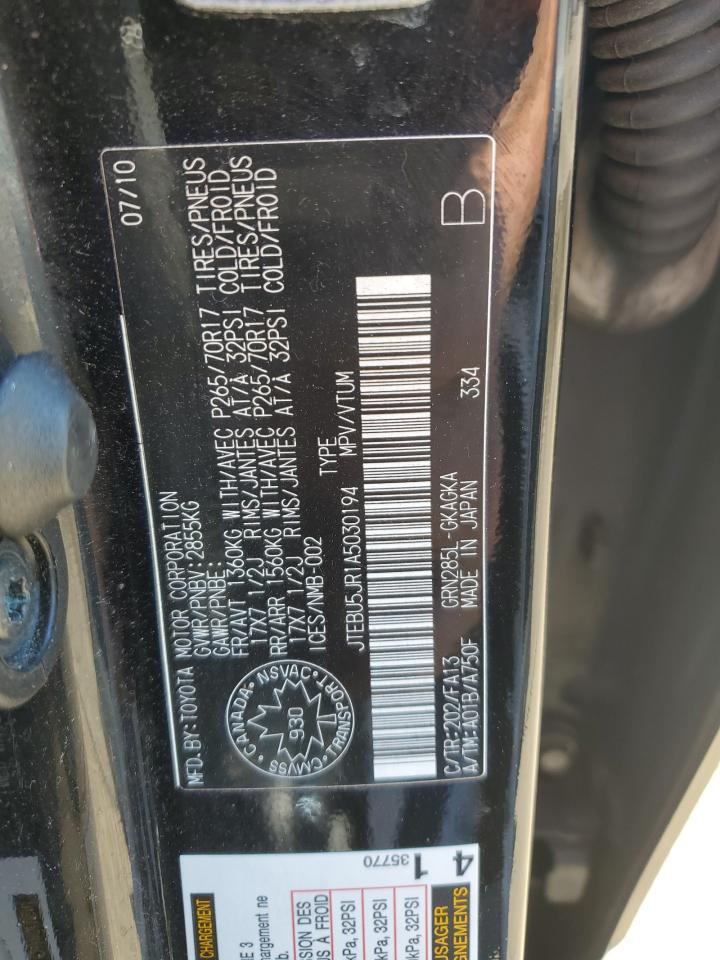 MFD. BY: TOYOTA MOTOR CORPORATION 07/10
GVWR/PNBV: 2855KG
GAWR/PNBE:
FR/AVT 1360KG WITH/AVEC P265/70R17 TIRES/PNEUS
17X7 1/2J RIMS/JANTES AT/À 32PSI COLD/FROID
RR/ARR 1560KG WITH/AVEC P265/70R17 TIRES/PNEUS
17X7 1/2J RIMS/JANTES AT/À 32PSI COLD/FROID
ICES/NMB-002 TYPE
JTEBU5JR1A5030194 MPV/VTUM
CANADA NSVAC
930
CMVSS TRANSPORT
C/TR: 202/FA13 GRN285L-GKAGKA 334 B
A/TM: A01B/A750F MADE IN JAPAN
CHARGEMENT
chargement ne
SION DES
S À FROID
kPa, 32PSI
kPa, 32PSI
kPa, 32PSI
41
35770
USAGER
GNEMENTS